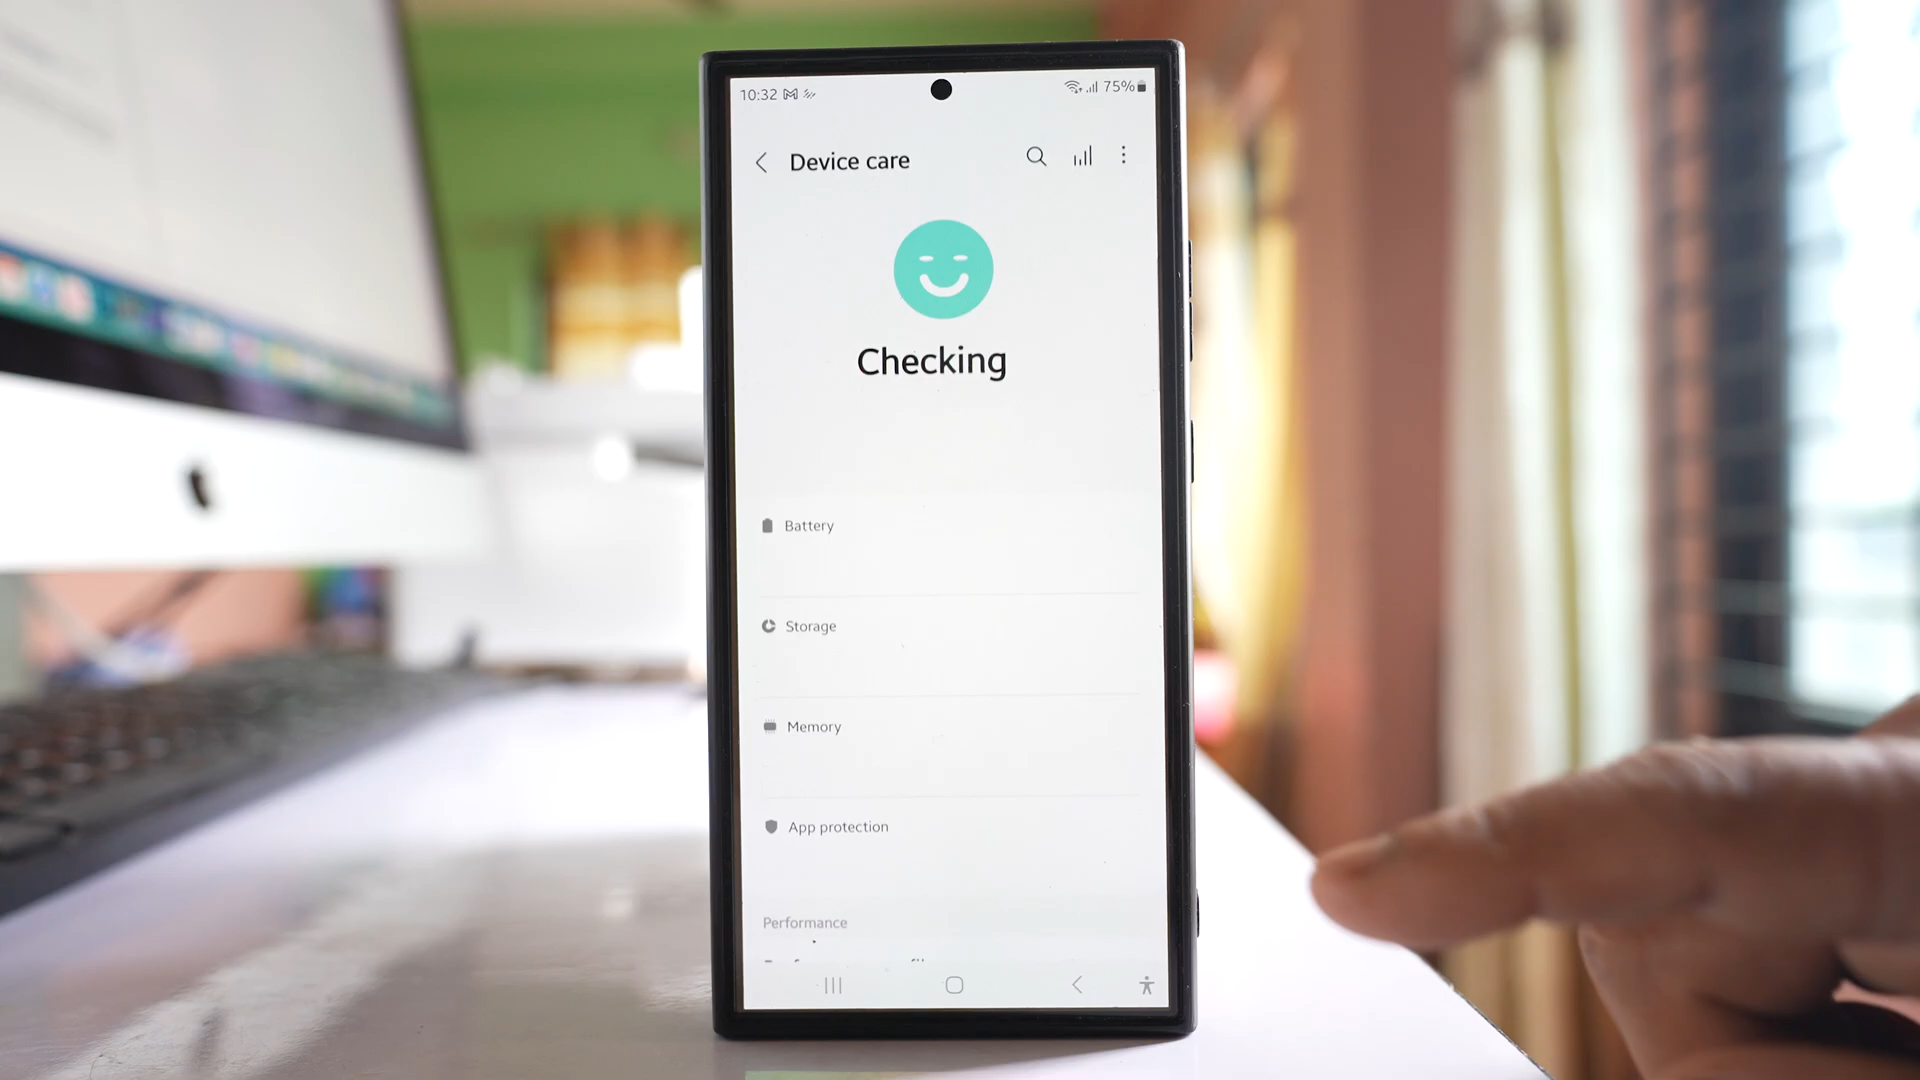 10:32
75%
Device care
Checking
Battery
Storage
Memory
App protection
Performance